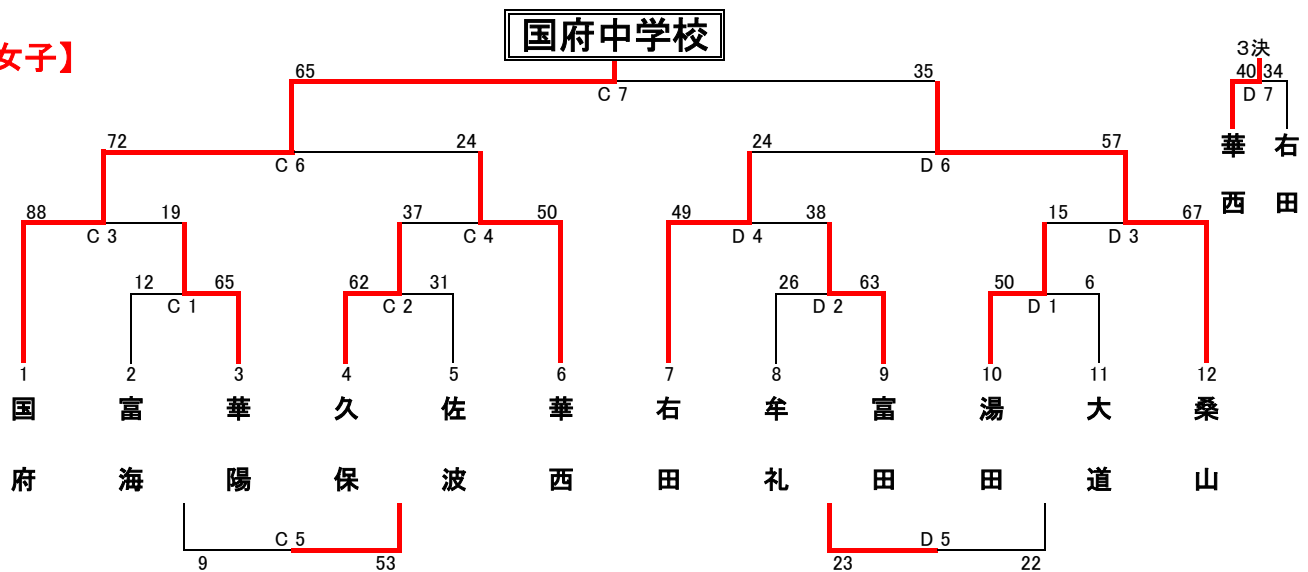 国府中学校
女子】
3決
65
35
40 34
C 7
D 7
72
24
24
57
C 6
D 6
華西
右田
88
19
37
50
49
38
15
67
C 3
C 4
D 4
D 3
12
65
62
31
26
63
50
6
C 1
C 2
D 2
D 1
1
2
3
4
5
6
7
8
9
10
11
12
国府
富海
華陽
久保
佐波
華西
右田
牟礼
富田
湯田
大道
桑山
C 5
D 5
9
53
23
22